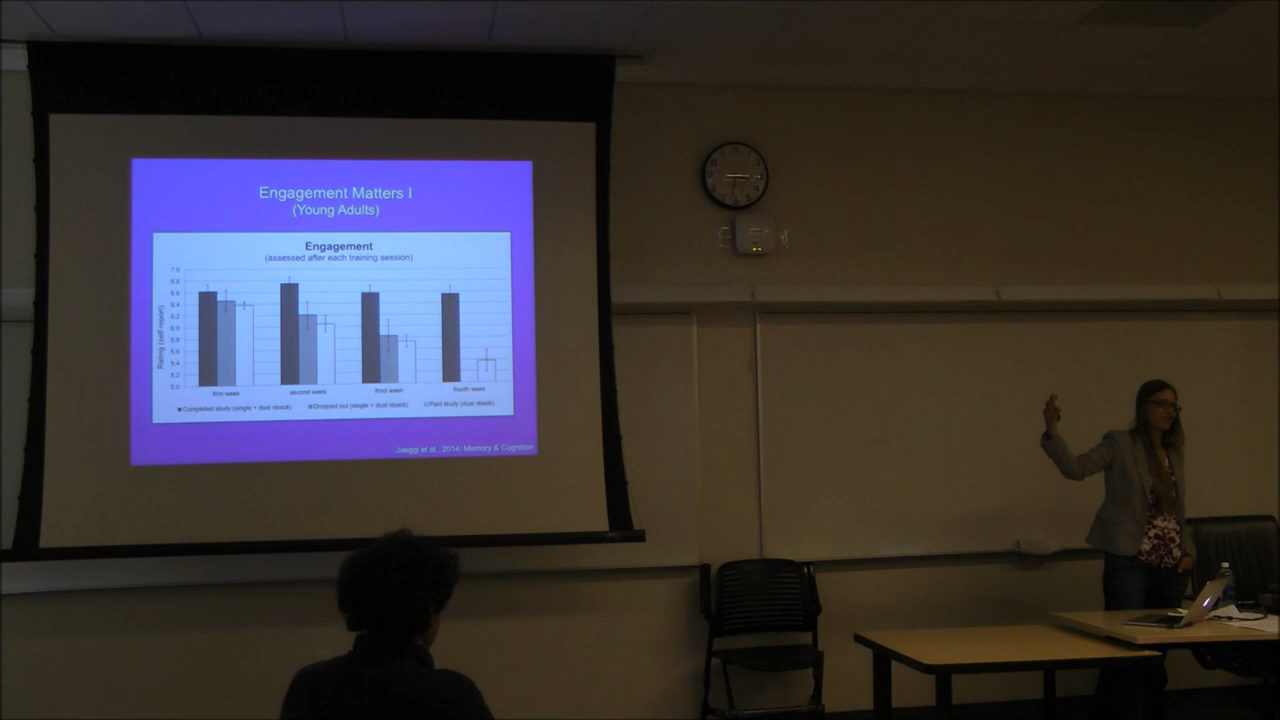 Engagement Matters I
(Young Adults)
Engagement
(assessed after each training session)
Rating (self-report)
7.0
6.8
6.6
6.4
6.2
6.0
5.8
5.6
5.4
5.2
5.0
first week
second week
third week
fourth week
Completed study (single + dual nback)
Dropped out (single + dual nback)
Paid study (dual nback)
Jaeggi et al., 2014, Memory & Cognition